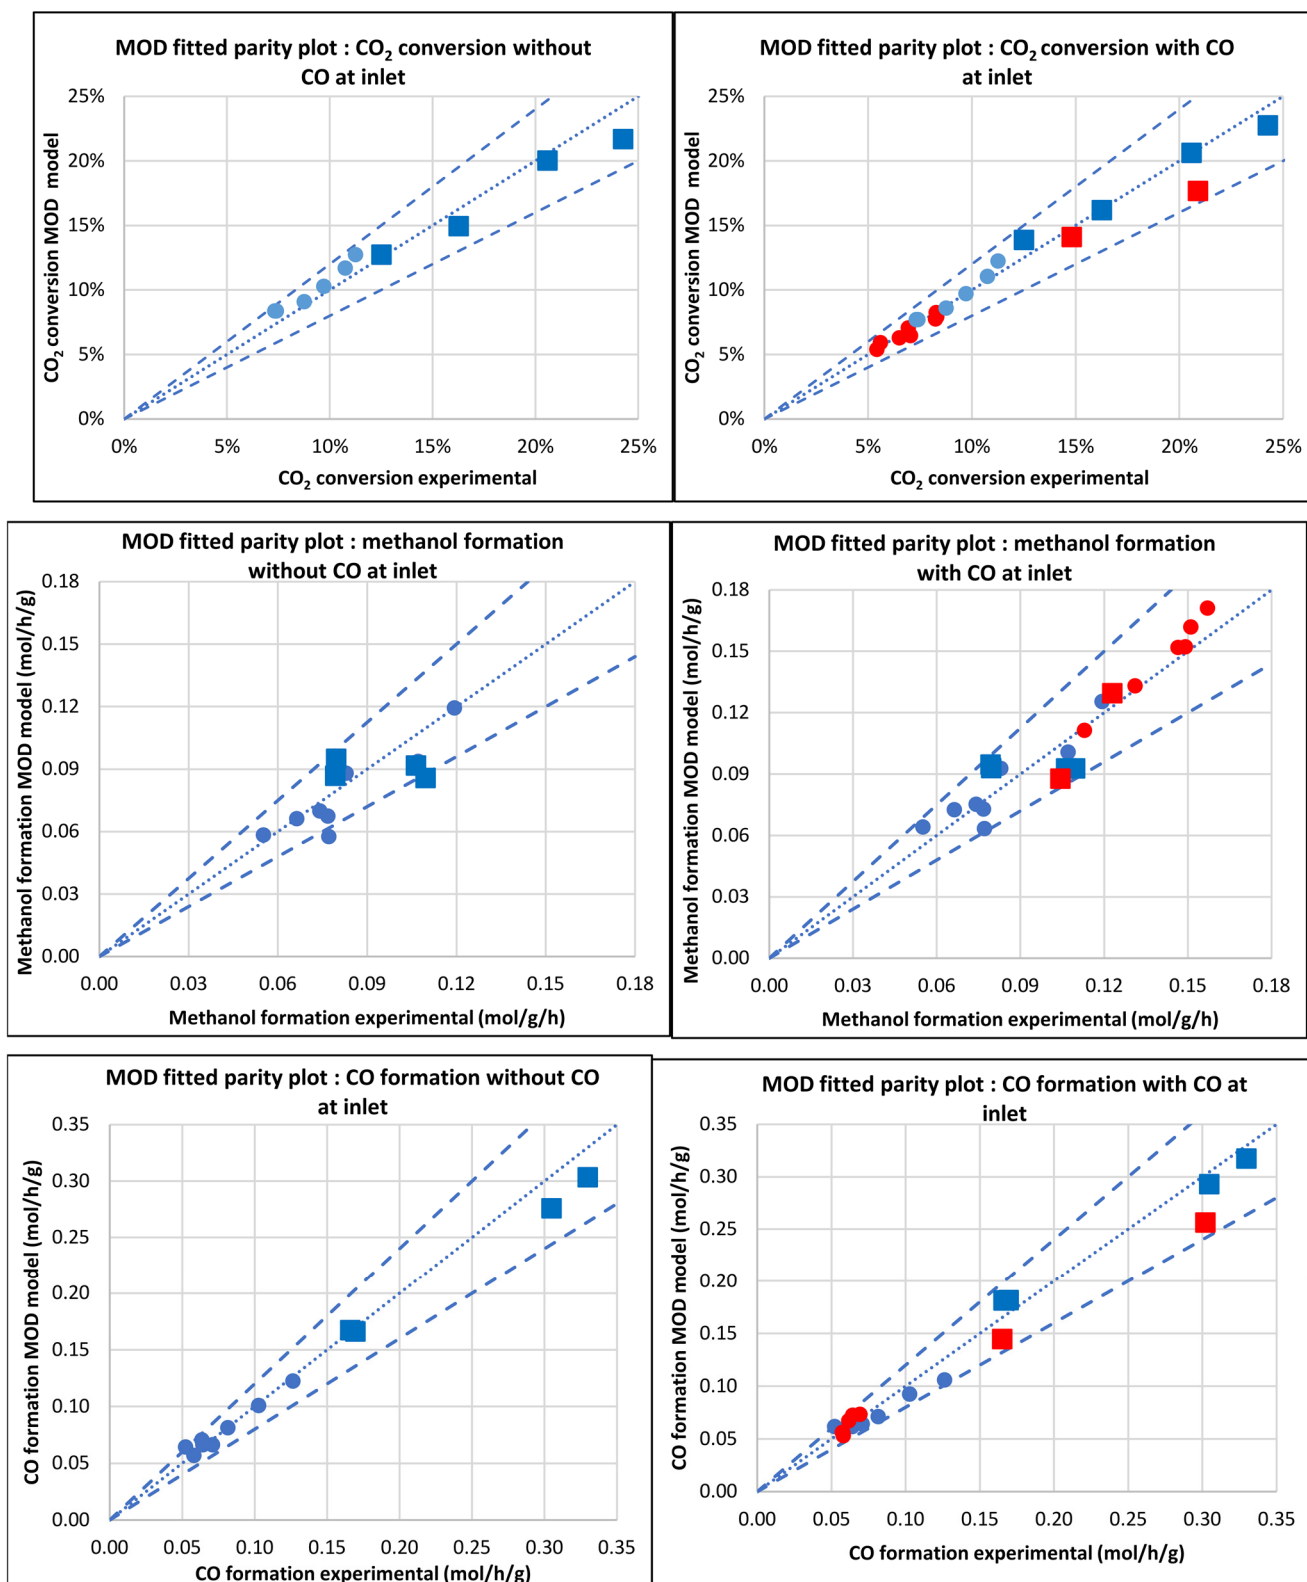 MOD fitted parity plot : CO₂ conversion without
CO at inlet
25%
20%
15%
10%
5%
0%
0% 5% 10% 15% 20% 25%
CO₂ conversion MOD model
CO₂ conversion experimental
MOD fitted parity plot : CO₂ conversion with CO
at inlet
25%
20%
15%
10%
5%
0%
0% 5% 10% 15% 20% 25%
CO₂ conversion MOD model
CO₂ conversion experimental
MOD fitted parity plot : methanol formation
without CO at inlet
0.18
0.15
0.12
0.09
0.06
0.03
0.00
0.00 0.03 0.06 0.09 0.12 0.15 0.18
Methanol formation MOD model (mol/h/g)
Methanol formation experimental (mol/g/h)
MOD fitted parity plot : methanol formation
with CO at inlet
0.18
0.15
0.12
0.09
0.06
0.03
0.00
0.00 0.03 0.06 0.09 0.12 0.15 0.18
Methanol formation MOD model (mol/h/g)
Methanol formation experimental (mol/g/h)
MOD fitted parity plot : CO formation without CO
at inlet
0.35
0.30
0.25
0.20
0.15
0.10
0.05
0.00
0.00 0.05 0.10 0.15 0.20 0.25 0.30 0.35
CO formation MOD model (mol/h/g)
CO formation experimental (mol/h/g)
MOD fitted parity plot : CO formation with CO at
inlet
0.35
0.30
0.25
0.20
0.15
0.10
0.05
0.00
0.00 0.05 0.10 0.15 0.20 0.25 0.30 0.35
CO formation MOD model (mol/h/g)
CO formation experimental (mol/h/g)